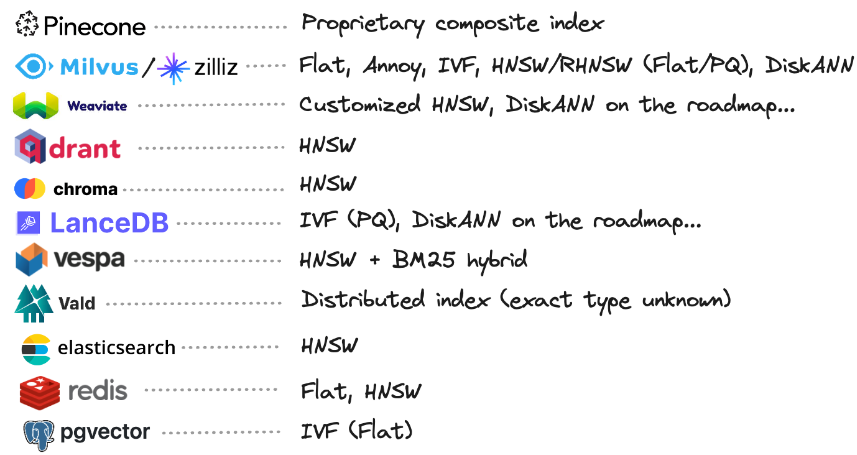 Pinecone Proprietary composite index
Milvus / zilliz Flat, Annoy, IVF, HNSW/RHNSW (Flat/PQ), DiskANN
Weaviate Customized HNSW, DiskANN on the roadmap...
qdrant HNSW
chroma HNSW
LanceDB IVF (PQ), DiskANN on the roadmap...
vespa HNSW + BM25 hybrid
Vald Distributed index (exact type unknown)
elasticsearch HNSW
redis Flat, HNSW
pgvector IVF (Flat)